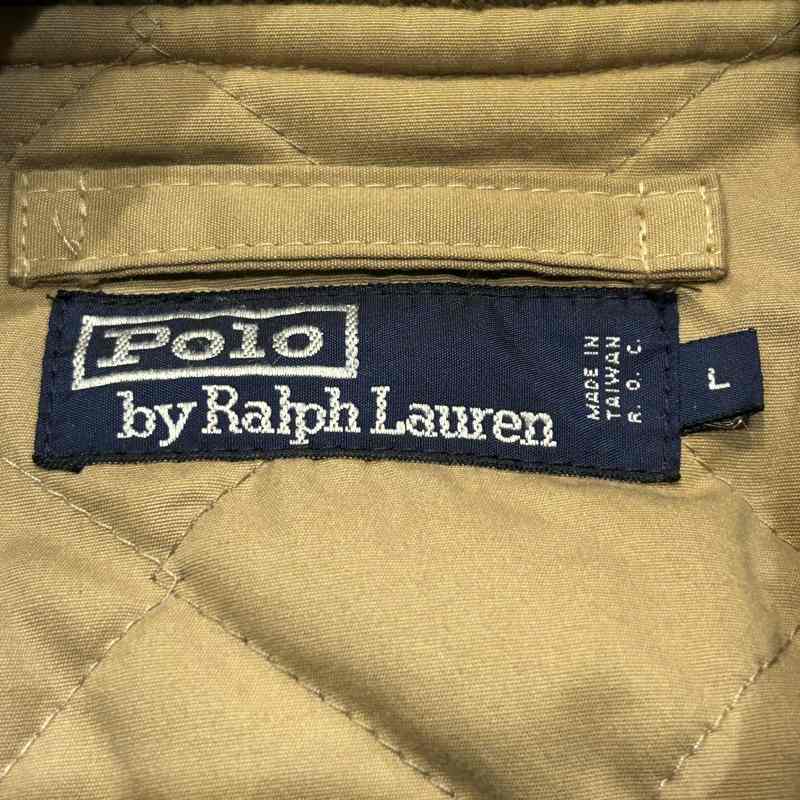 Polo
by Ralph Lauren
MADE IN
TAIWAN
R. O. C.
L